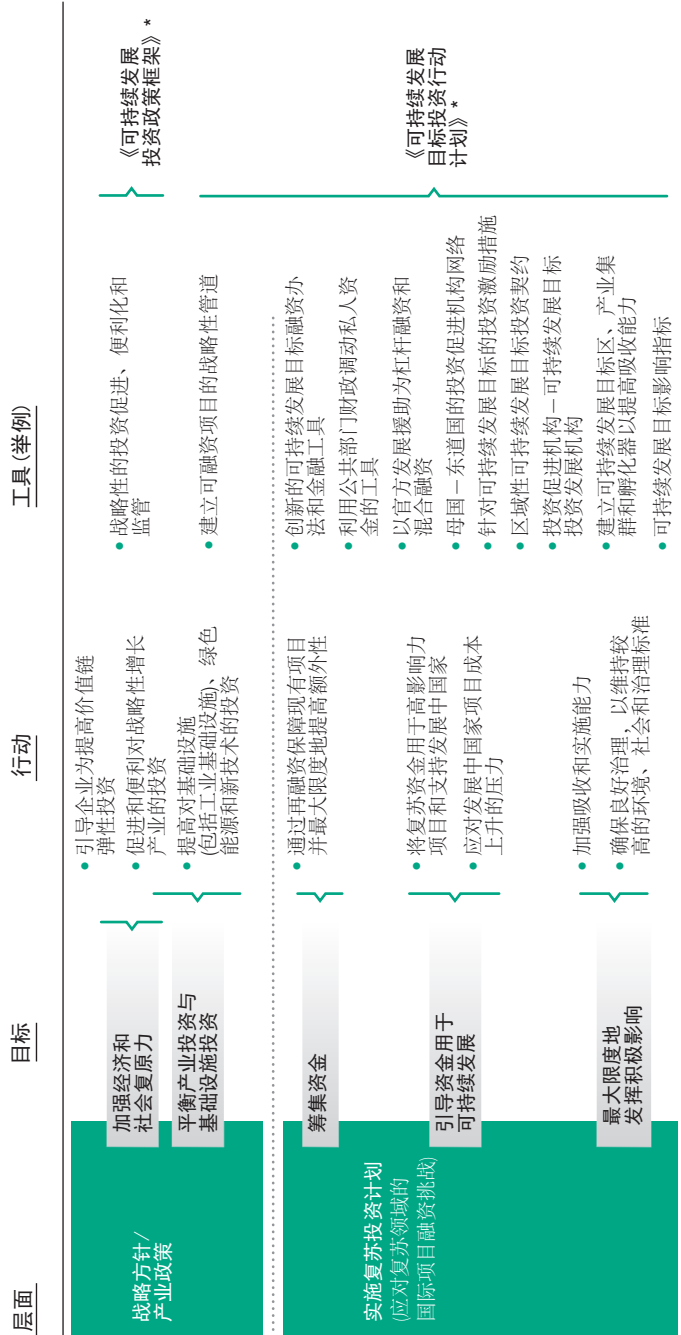 层面
目标
行动
工具 (举例)
战略方针/
产业政策
加强经济和
社会复原力
平衡产业投资与
基础设施投资
• 引导企业为提高价值链
弹性投资
• 促进和便利对战略性增长
产业的投资
• 提高对基础设施
(包括工业基础设施)、绿色
能源和新技术的投资
• 战略性的投资促进、便利化和
监管
• 建立可融资项目的战略性管道
《可持续发展
投资政策框架》*
实施复苏投资计划
(应对复苏领域的
国际项目融资挑战)
筹集资金
引导资金用于
可持续发展
最大限度地
发挥积极影响
• 通过再融资保障现有项目
并最大限度地提高额外性
• 将复苏资金用于高影响力
项目和支持发展中国家
• 应对发展中国家项目成本
上升的压力
• 加强吸收和实施能力
• 确保良好治理，以维持较
高的环境、社会和治理标准
• 创新的可持续发展目标融资办
法和金融工具
• 利用公共部门财政调动私人资
金的工具
• 以官方发展援助为杠杆融资和
混合融资
• 母国－东道国的投资促进机构网络
• 针对可持续发展目标的投资激励措施
• 区域性可持续发展目标投资契约
• 投资促进机构－可持续发展目标
投资发展机构
• 建立可持续发展目标区、产业集
群和孵化器以提高吸收能力
• 可持续发展目标影响指标
《可持续发展
目标投资行动
计划》*